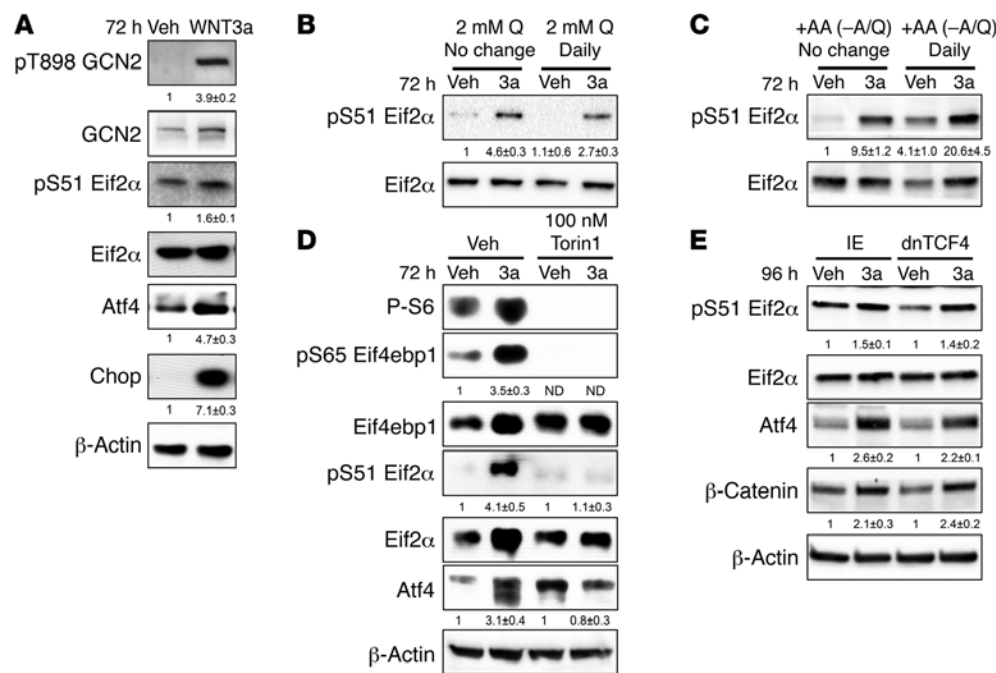 A
72 h Veh WNT3a
pT898 GCN2
1 3.9±0.2
GCN2
pS51 Eif2α
1 1.6±0.1
Eif2α
Atf4
1 4.7±0.3
Chop
1 7.1±0.3
β-Actin
B
2 mM Q 2 mM Q
No change Daily
72 h Veh 3a Veh 3a
pS51 Eif2α
1 4.6±0.3 1.1±0.6 2.7±0.3
Eif2α
C
+AA (–A/Q) +AA (–A/Q)
No change Daily
72 h Veh 3a Veh 3a
pS51 Eif2α
1 9.5±1.2 4.1±1.0 20.6±4.5
Eif2α
D
100 nM
Veh Torin1
72 h Veh 3a Veh 3a
P-S6
pS65 Eif4ebp1
1 3.5±0.3 ND ND
Eif4ebp1
pS51 Eif2α
1 4.1±0.5 1 1.1±0.3
Eif2α
Atf4
1 3.1±0.4 1 0.8±0.3
β-Actin
E
IE dnTCF4
96 h Veh 3a Veh 3a
pS51 Eif2α
1 1.5±0.1 1 1.4±0.2
Eif2α
Atf4
1 2.6±0.2 1 2.2±0.1
β-Catenin
1 2.1±0.3 1 2.4±0.2
β-Actin